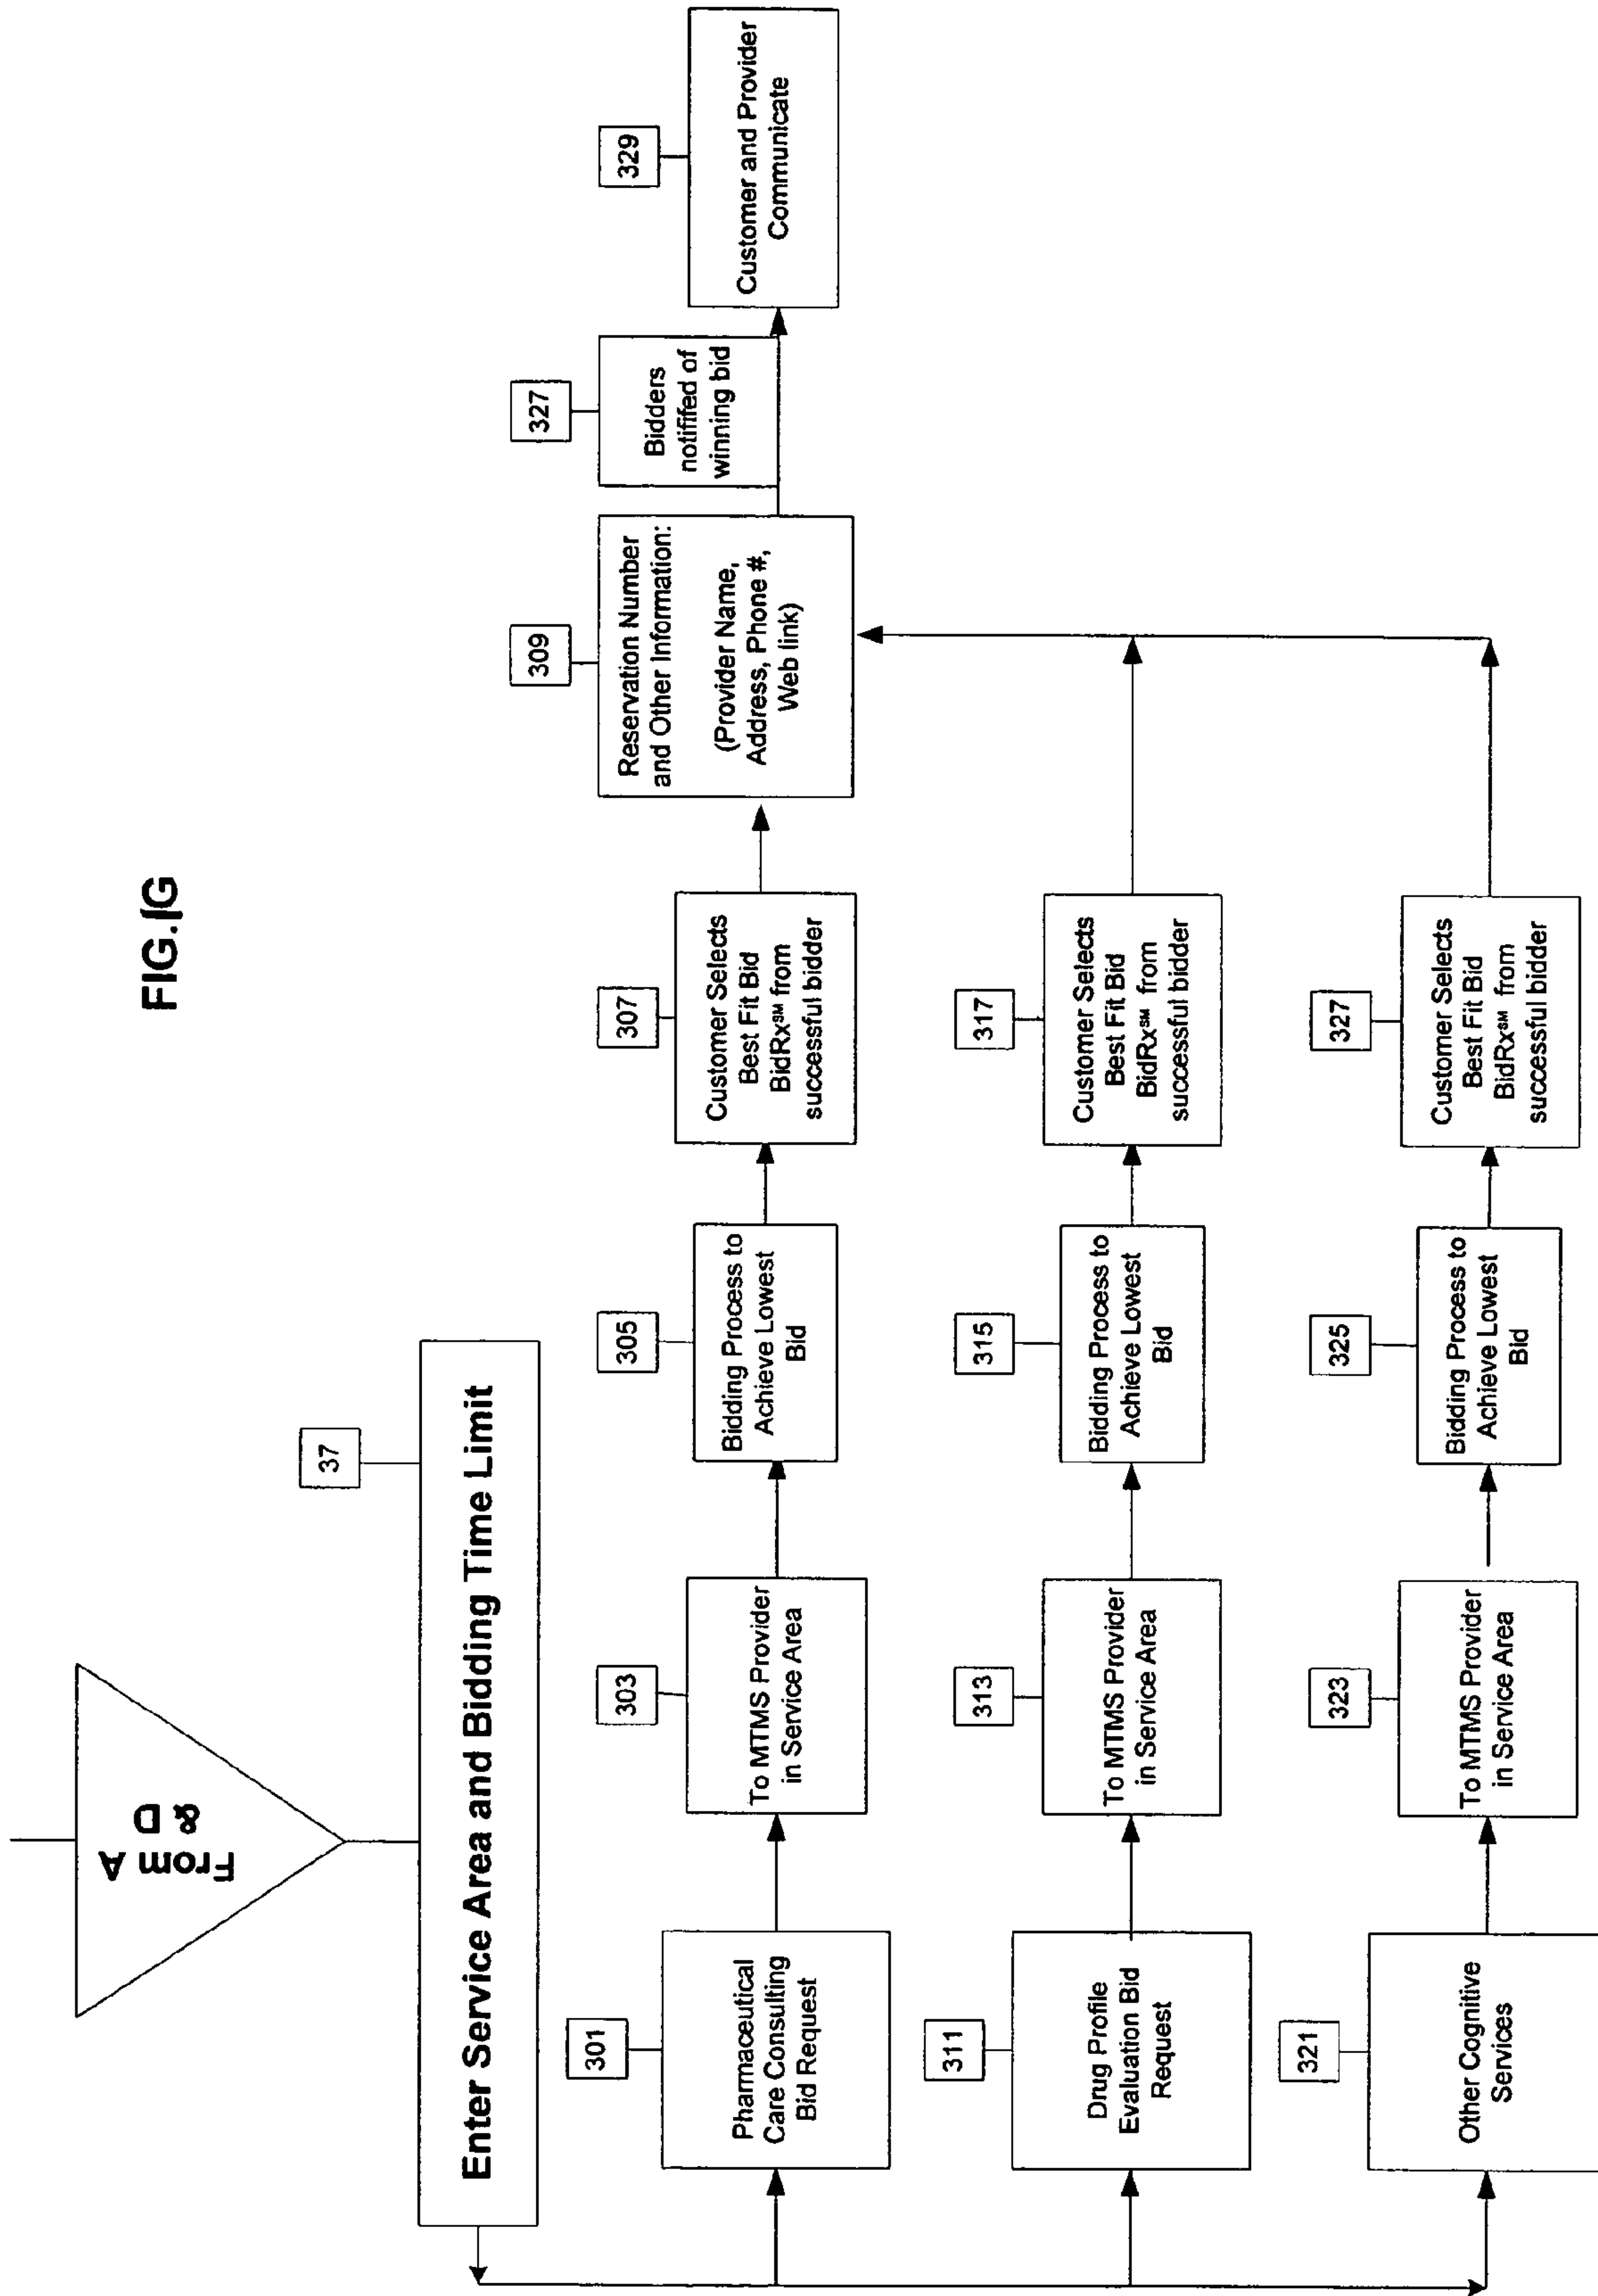 FIG.1G
From A
& D
37
Enter Service Area and Bidding Time Limit
301
Pharmaceutical
Care Consulting
Bid Request
303
To MTMS Provider
in Service Area
305
Bidding Process to
Achieve Lowest
Bid
307
Customer Selects
Best Fit Bid
BidRx℠ from
successful bidder
309
Reservation Number
and Other Information:
(Provider Name,
Address, Phone #,
Web link)
327
Bidders
notiffed of
winning bid
329
Customer and Provider
Communicate
311
Drug Profile
Evaluation Bid
Request
313
To MTMS Provider
in Service Area
315
Bidding Process to
Achieve Lowest
Bid
317
Customer Selects
Best Fit Bid
BidRx℠ from
successful bidder
321
Other Cognitive
Services
323
To MTMS Provider
in Service Area
325
Bidding Process to
Achieve Lowest
Bid
327
Customer Selects
Best Fit Bid
BidRx℠ from
successful bidder